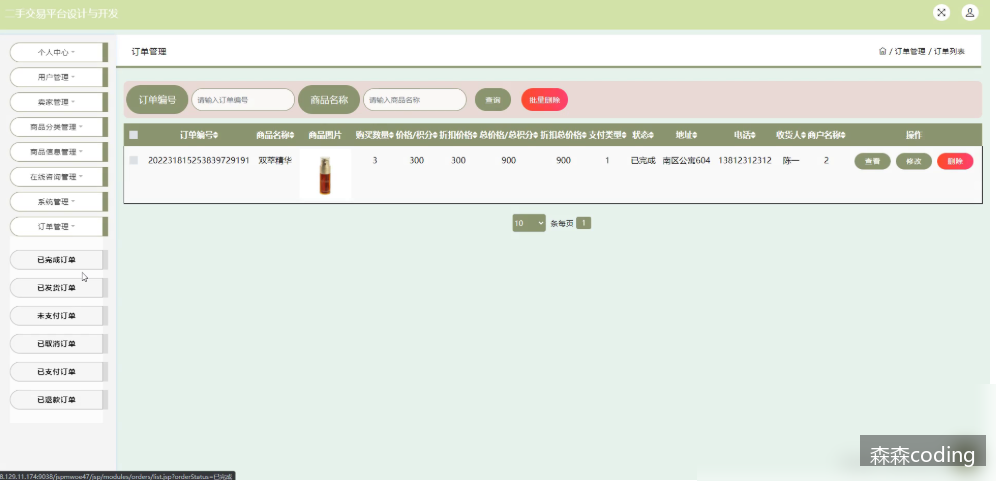 二手交易平台设计与开发
个人中心
用户管理
卖家管理
商品分类管理
商品信息管理
在线咨询管理
系统管理
订单管理
已完成订单
已发货订单
未支付订单
已取消订单
已支付订单
已退款订单
订单管理
/ 订单管理 / 订单列表
订单编号 请输入订单编号 商品名称 请输入商品名称 查询 批量删除
订单编号 商品名称 商品图片 购买数量 价格/积分 折扣价格 总价格/总积分 折扣总价格 支付类型 状态 地址 电话 收货人 商户名称 操作
202231815253839729191 双萃精华 3 300 300 900 900 1 已完成 南区公寓604 13812312312 陈一 2 查看 修改 删除
10 条每页 1
森森coding
8.129.11.174:9038/jspmwoe47/jsp/modules/orders/list.jsp?orderStatus=已完成